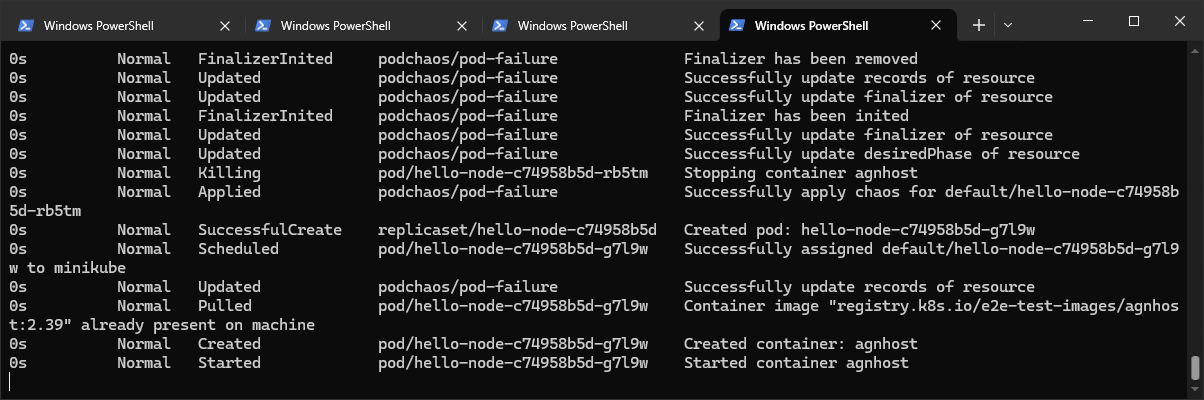 Windows PowerShell Windows PowerShell Windows PowerShell Windows PowerShell
0s Normal FinalizerInited podchaos/pod-failure Finalizer has been removed
0s Normal Updated podchaos/pod-failure Successfully update records of resource
0s Normal Updated podchaos/pod-failure Successfully update finalizer of resource
0s Normal FinalizerInited podchaos/pod-failure Finalizer has been inited
0s Normal Updated podchaos/pod-failure Successfully update finalizer of resource
0s Normal Updated podchaos/pod-failure Successfully update desiredPhase of resource
0s Normal Killing pod/hello-node-c74958b5d-rb5tm Stopping container agnhost
0s Normal Applied podchaos/pod-failure Successfully apply chaos for default/hello-node-c74958b
5d-rb5tm
0s Normal SuccessfulCreate replicaset/hello-node-c74958b5d Created pod: hello-node-c74958b5d-g7l9w
0s Normal Scheduled pod/hello-node-c74958b5d-g7l9w Successfully assigned default/hello-node-c74958b5d-g7l9
w to minikube
0s Normal Updated podchaos/pod-failure Successfully update records of resource
0s Normal Pulled pod/hello-node-c74958b5d-g7l9w Container image "registry.k8s.io/e2e-test-images/agnhos
t:2.39" already present on machine
0s Normal Created pod/hello-node-c74958b5d-g7l9w Created container: agnhost
0s Normal Started pod/hello-node-c74958b5d-g7l9w Started container agnhost